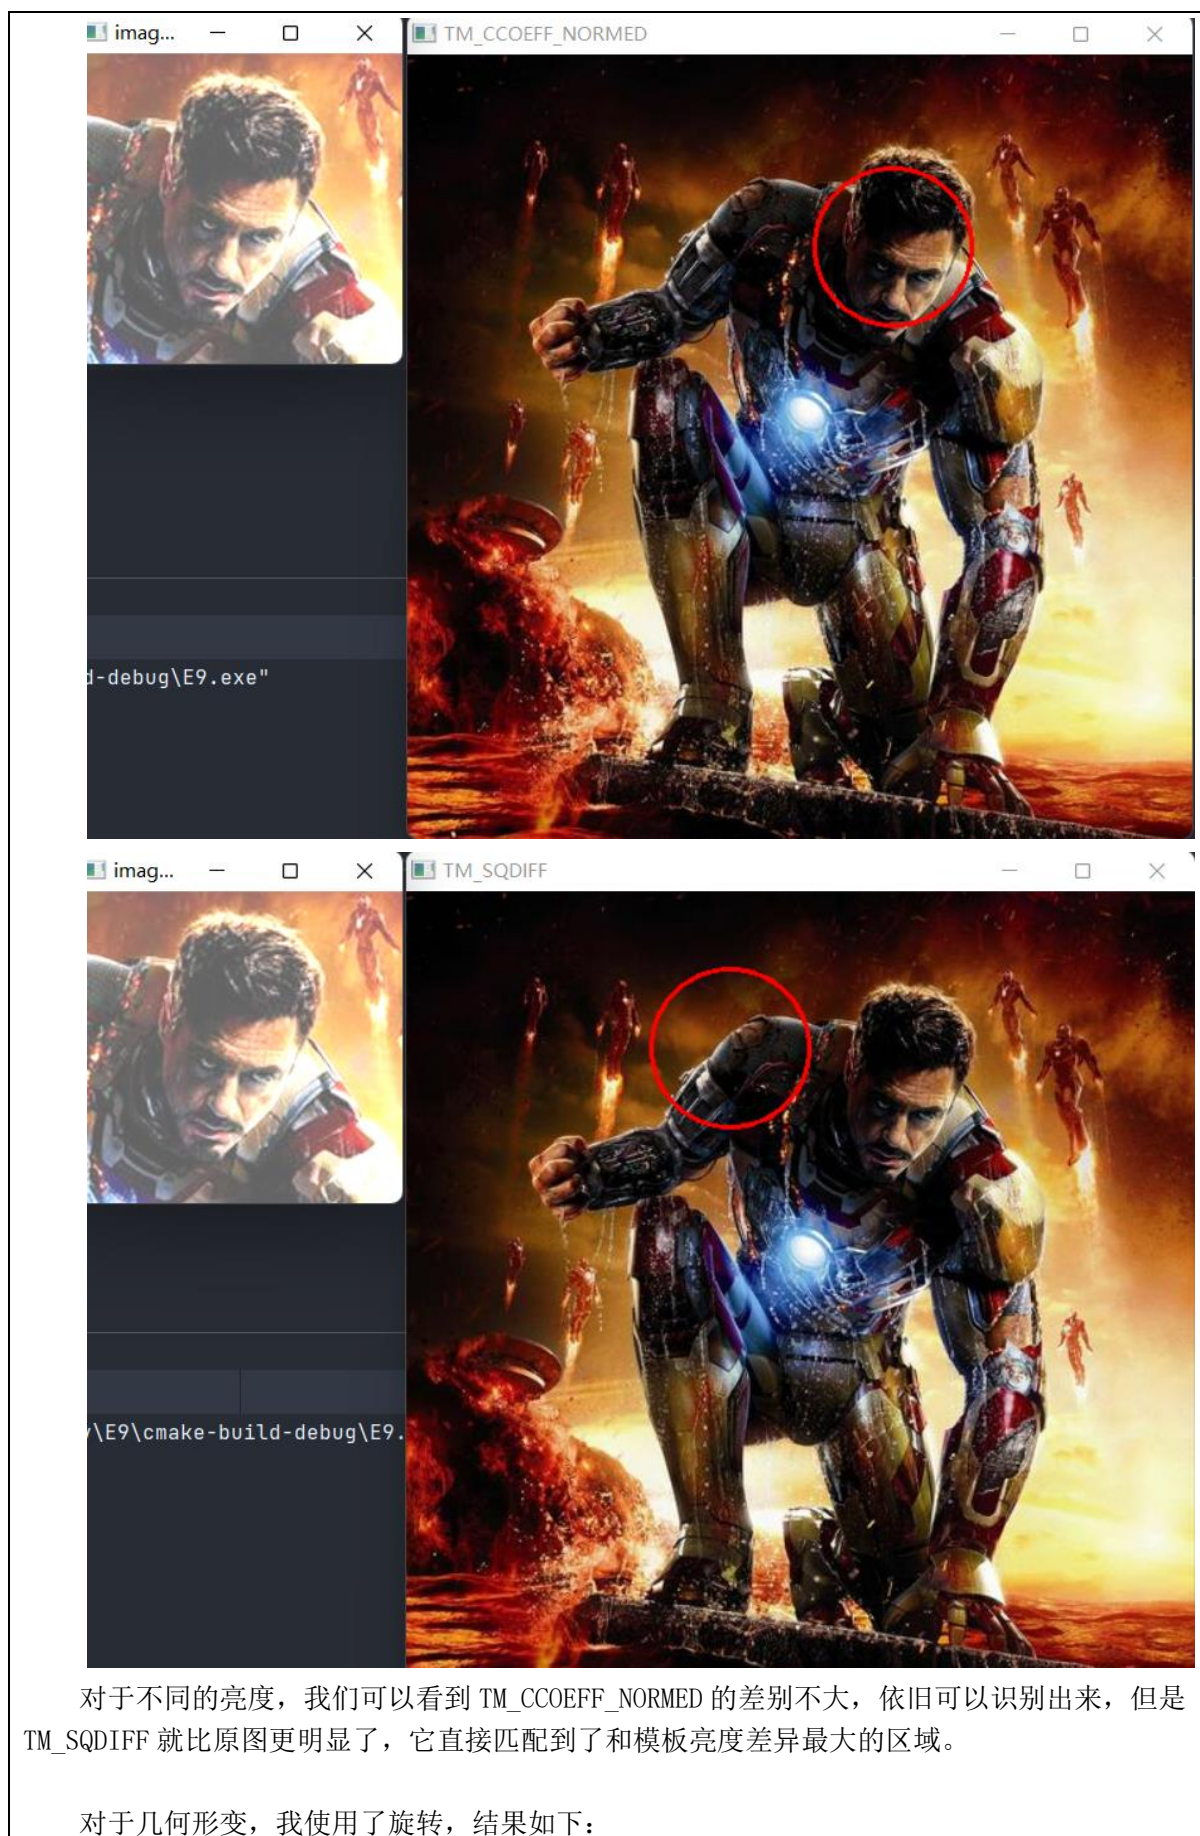 imag...
TM_CCOEFF_NORMED
d-debug\E9.exe"
imag...
TM_SQDIFF
\E9\cmake-build-debug\E9.
对于不同的亮度，我们可以看到 TM_CCOEFF_NORMED 的差别不大，依旧可以识别出来，但是
TM_SQDIFF 就比原图更明显了，它直接匹配到了和模板亮度差异最大的区域。
对于几何形变，我使用了旋转，结果如下：